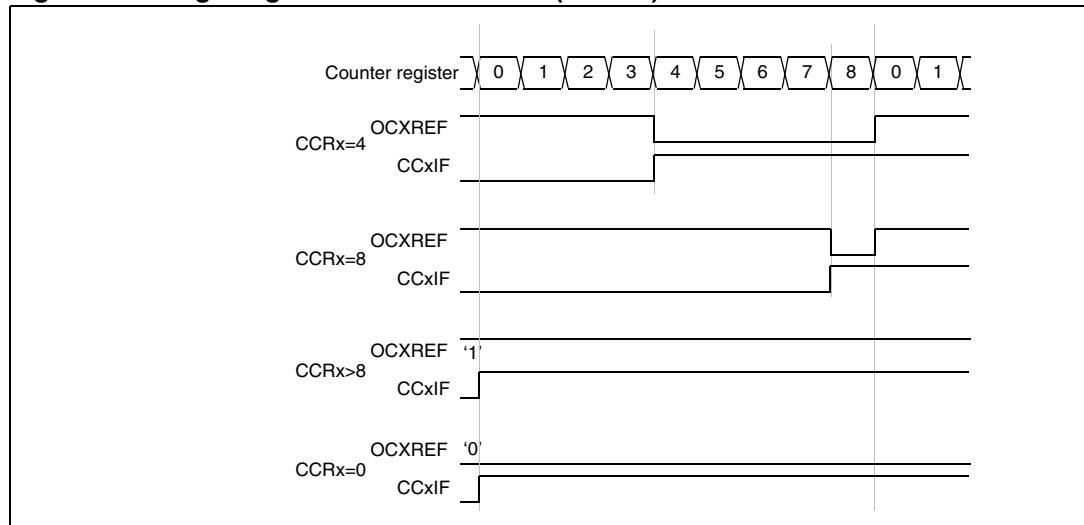 Counter register 0 1 2 3 4 5 6 7 8 0 1
OCXREF
CCRx=4
CCxIF
OCXREF
CCRx=8
CCxIF
OCXREF '1'
CCRx>8
CCxIF
OCXREF '0'
CCRx=0
CCxIF